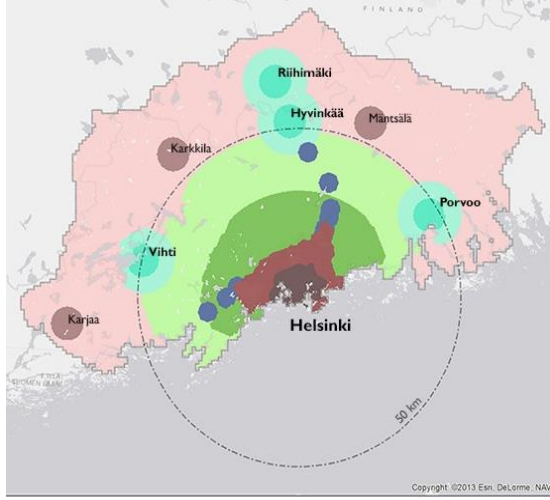 FINLAND
Riihimäki
Hyvinkää
Mäntsälä
Karkkila
Porvoo
Vihti
Karjaa
Helsinki
50 km
Copyright: ©2013 Esri, DeLorme, NAV